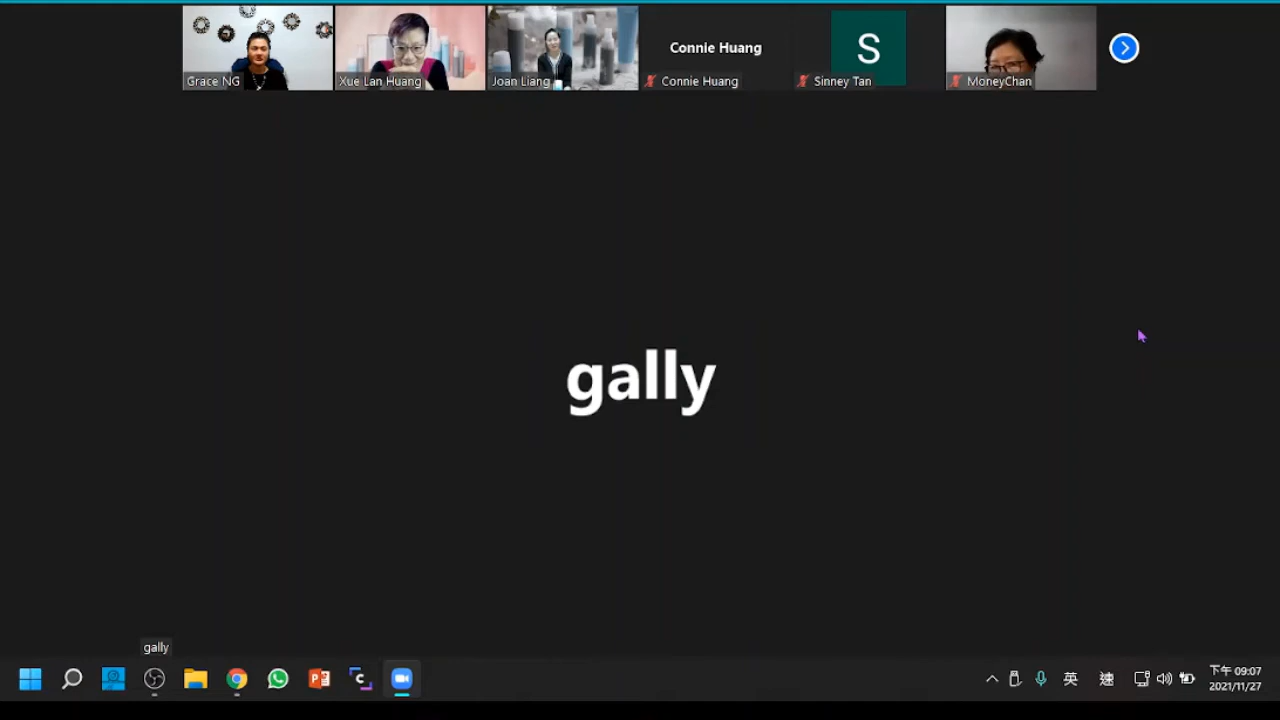 Connie Huang
S
Grace NG
Xue Lan Huang
Joan Liang
Connie Huang
Sinney Tan
MoneyChan
gally
gally
P
C
英
速
下午 09:07
2021/11/27